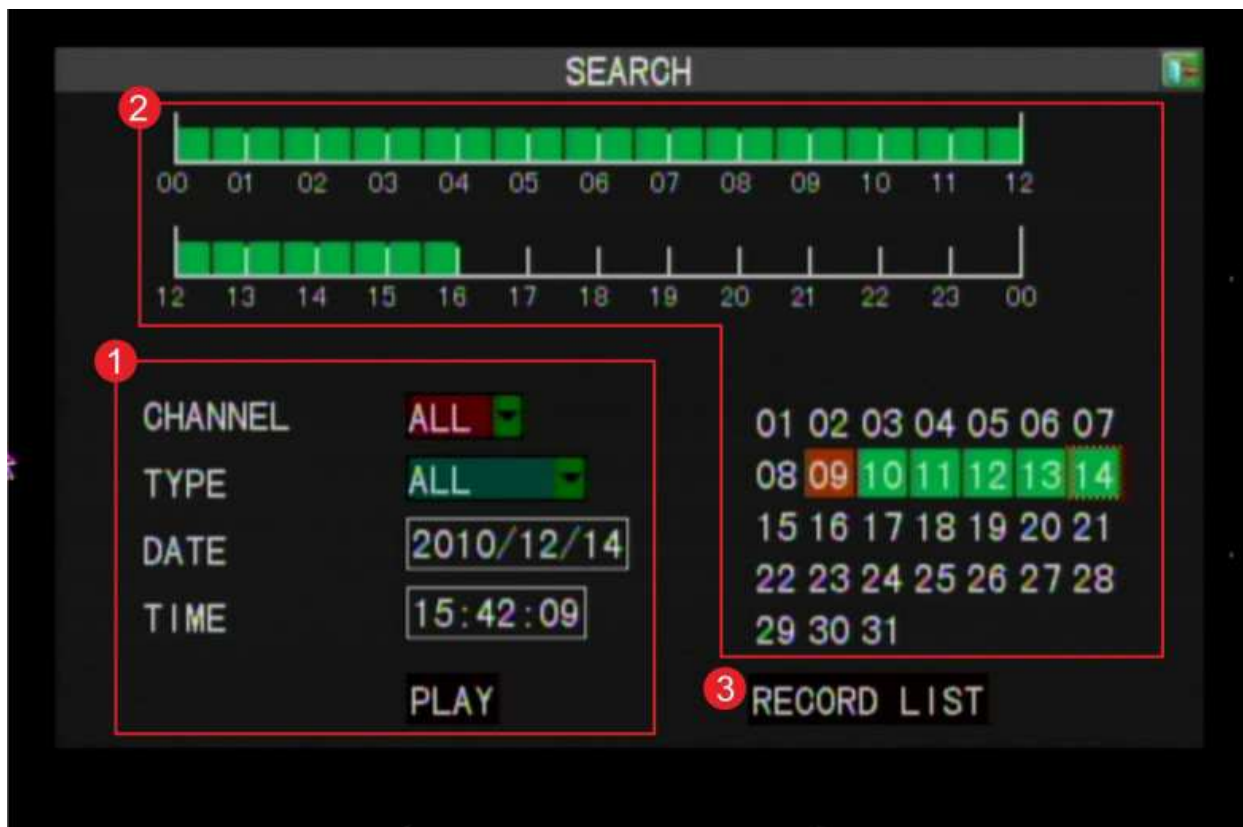 SEARCH
2
00 01 02 03 04 05 06 07 08 09 10 11 12
12 13 14 15 16 17 18 19 20 21 22 23 00
1
CHANNEL ALL
TYPE ALL
DATE 2010/12/14
TIME 15:42:09
PLAY
01 02 03 04 05 06 07
08 09 10 11 12 13 14
15 16 17 18 19 20 21
22 23 24 25 26 27 28
29 30 31
3 RECORD LIST